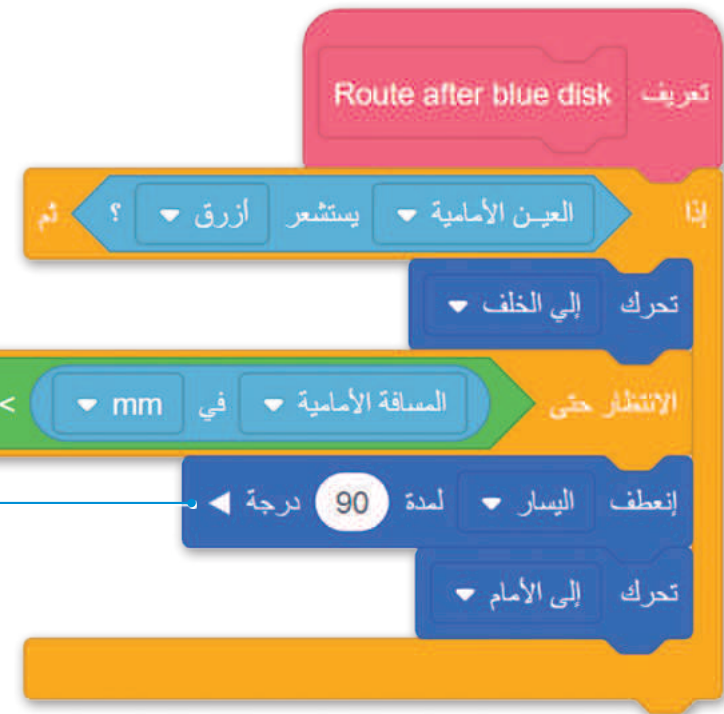 تعريف Route after blue disk
إذا العيـن الأمامية يستشعر أزرق ؟ ثم
تحرك إلي الخلف
الانتظار حتى المسافة الأمامية في mm >
إنعطف اليسار لمدة 90 درجة
تحرك إلى الأمام